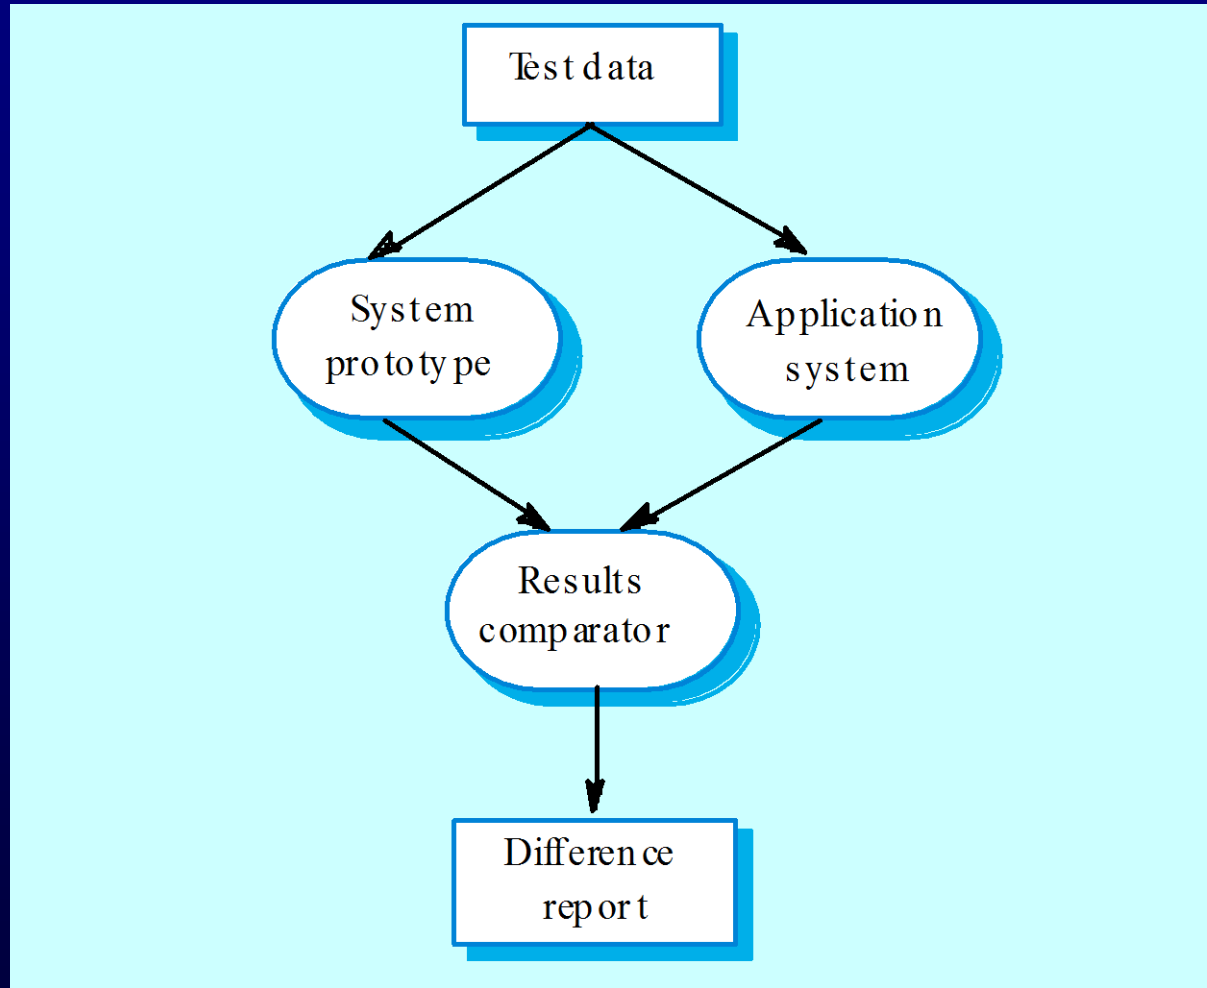 Test data
System
prototype
Application
system
Results
comparator
Difference
report